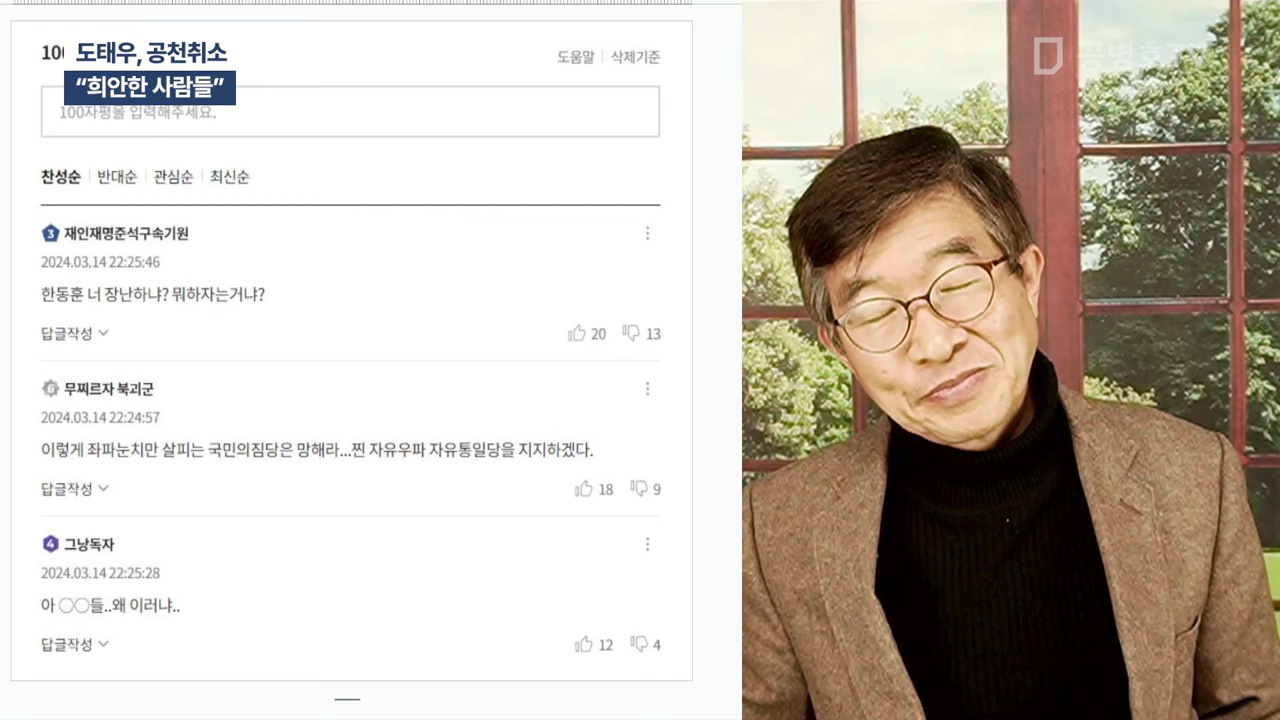 도태우, 공천취소
“희안한 사람들”
도움말
삭제기준
100자평을 입력해주세요.
찬성순 반대순 관심순 최신순
3 재인재명준석구속기원
2024.03.14 22:25:46
한동훈 너 장난하냐? 뭐하자는거냐?
답글작성
20 13
6 무찌르자 북괴군
2024.03.14 22:24:57
이렇게 좌파눈치만 살피는 국민의짐당은 망해라...찐 자유우파 자유통일당을 지지하겠다.
답글작성
18 9
4 그냥독자
2024.03.14 22:25:28
아 ○○들..왜 이러냐..
답글작성
12 4
공병호TV